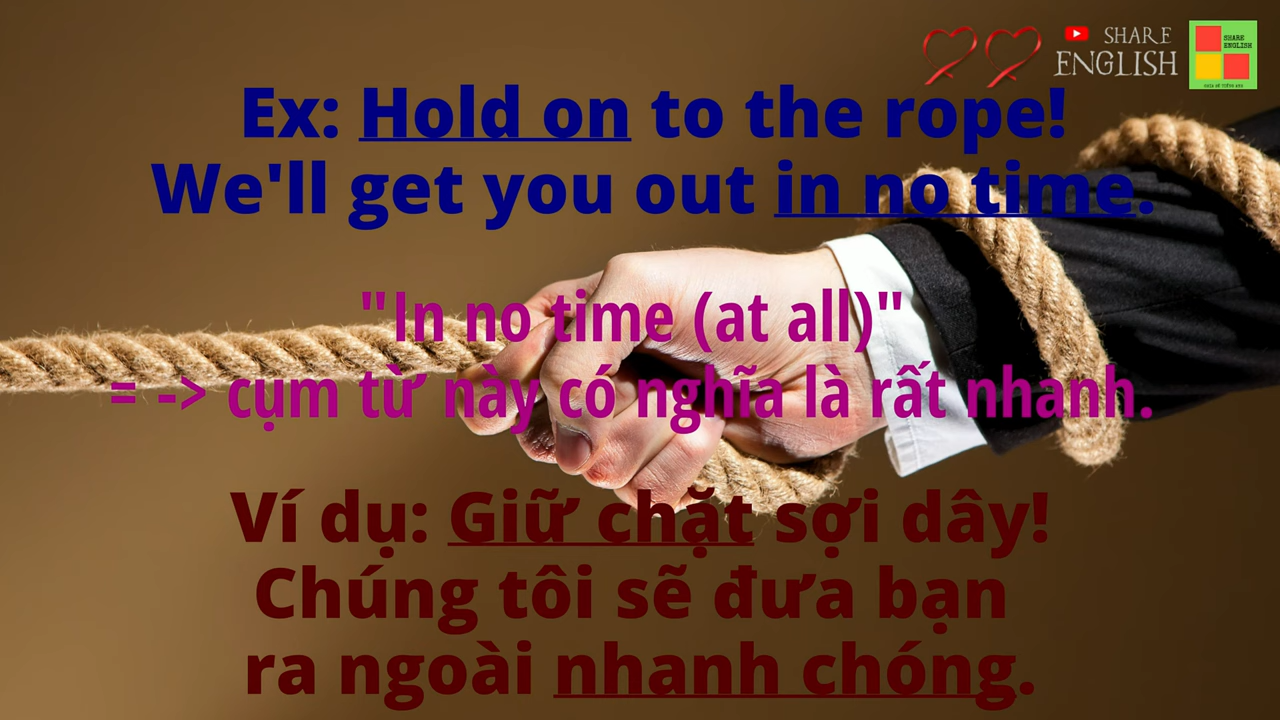 SHARE
ENGLISH
SHARE
ENGLISH
Ex: Hold on to the rope!
We'll get you out in no time.
"In no time (at all)"
= -> cụm từ này có nghĩa là rất nhanh.
Ví dụ: Giữ chặt sợi dây!
Chúng tôi sẽ đưa bạn
ra ngoài nhanh chóng.